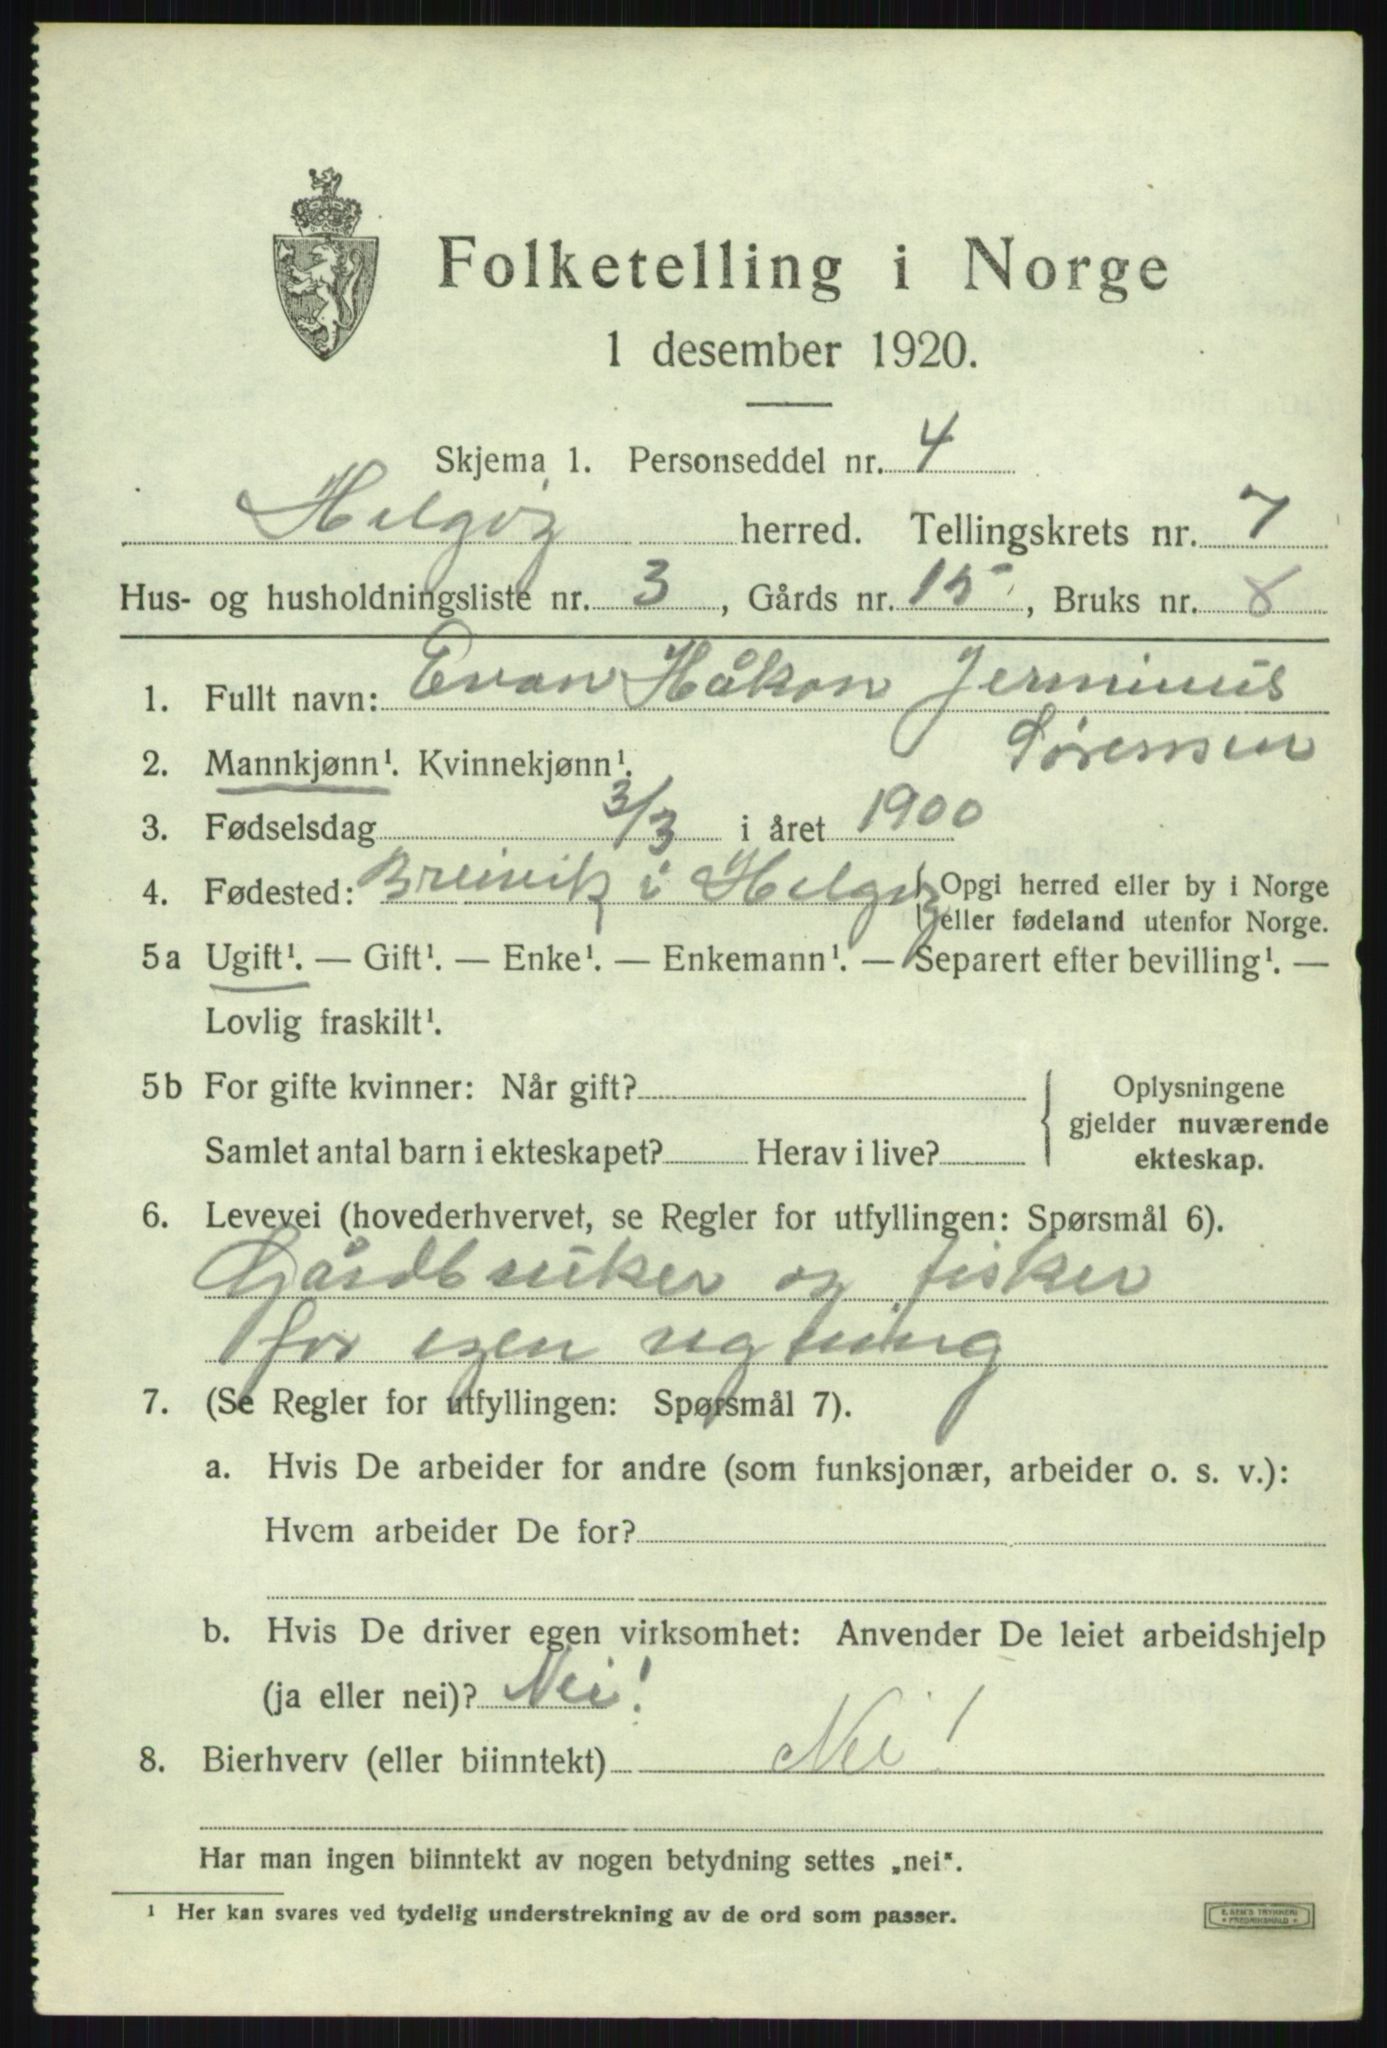 Folketelling i Norge
1 desember 1920.
Skjema 1. Personseddel nr. 4
Helgøy herred. Tellingskrets nr. 7
Hus- og husholdningsliste nr. 3, Gårds nr. 15, Bruks nr. 8
1. Fullt navn: Evan Håkon Jerminius
Sørensen
2. Mannkjønn¹. Kvinnekjønn¹.
3. Fødselsdag 3/3 i året 1900
4. Fødested: Breivik i Helgøy { Opgi herred eller by i Norge
eller fødeland utenfor Norge.
5a Ugift¹. — Gift¹. — Enke¹. — Enkemann¹. — Separert efter bevilling¹. —
Lovlig fraskilt¹.
5b For gifte kvinner: Når gift? { Oplysningene
gjelder nuværende
Samlet antal barn i ekteskapet? Herav i live? ekteskap.
6. Levevei (hovederhvervet, se Regler for utfyllingen: Spørsmål 6).
Gårdbruker og fisker
for egen regning
7. (Se Regler for utfyllingen: Spørsmål 7).
a. Hvis De arbeider for andre (som funksjonær, arbeider o. s. v.):
Hvem arbeider De for?
b. Hvis De driver egen virksomhet: Anvender De leiet arbeidshjelp
(ja eller nei)? Nei!
8. Bierhverv (eller biinntekt) Nei!
Har man ingen biinntekt av nogen betydning settes „nei".
¹ Her kan svares ved tydelig understrekning av de ord som passer.
E. SEM'S TRYKKERI
FREDRIKSHALD